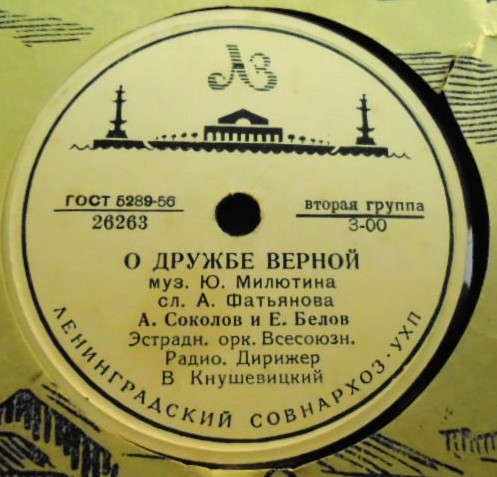 ЛЗ
ГОСТ 5289-56
26263
вторая группа
3-00
О ДРУЖБЕ ВЕРНОЙ
муз. Ю. Милютина
сл. А. Фатьянова
А. Соколов и Е. Белов
Эстрадн. орк. Всесоюзн.
Радио. Дирижер
В Кнушевицкий
ЛЕНИНГРАДСКИЙ СОВНАРХОЗ · УХП